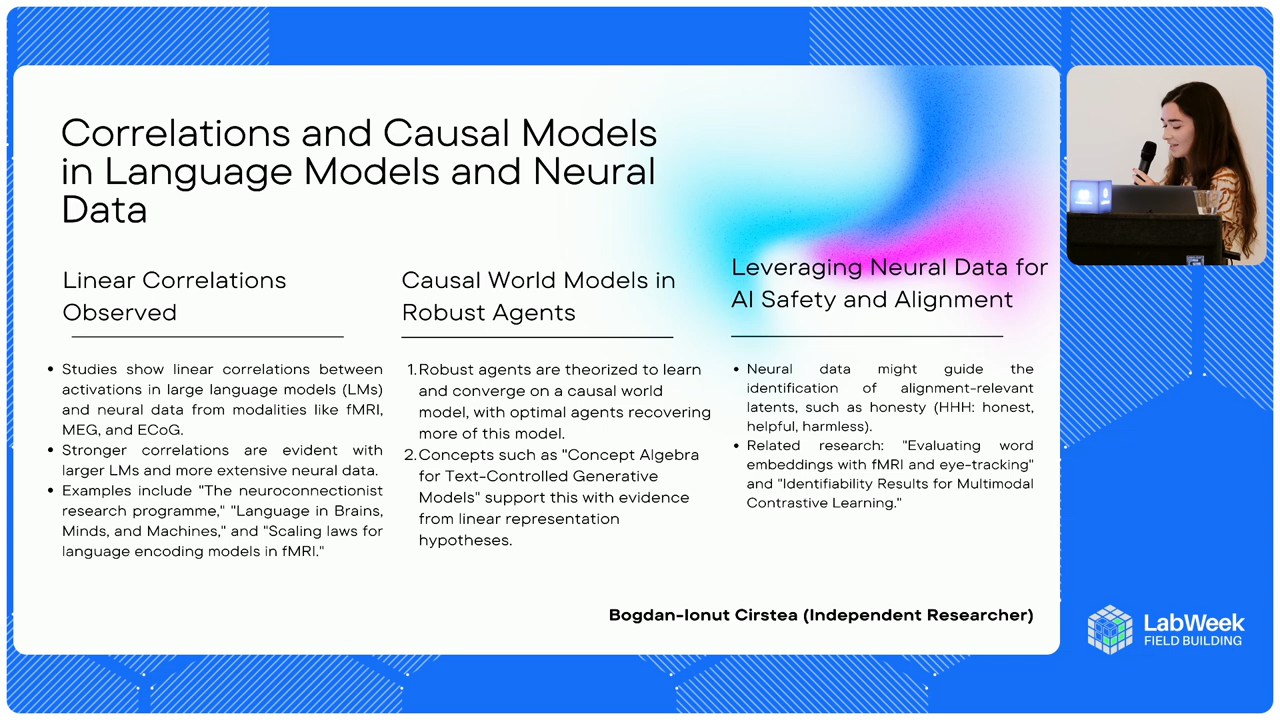 Correlations and Causal Models
in Language Models and Neural
Data
Linear Correlations
Observed
• Studies show linear correlations between
activations in large language models (LMs)
and neural data from modalities like fMRI,
MEG, and ECoG.
• Stronger correlations are evident with
larger LMs and more extensive neural data.
• Examples include "The neuroconnectionist
research programme," "Language in Brains,
Minds, and Machines," and "Scaling laws for
language encoding models in fMRI."
Causal World Models in
Robust Agents
1. Robust agents are theorized to learn
and converge on a causal world
model, with optimal agents recovering
more of this model.
2. Concepts such as "Concept Algebra
for Text-Controlled Generative
Models" support this with evidence
from linear representation
hypotheses.
Leveraging Neural Data for
AI Safety and Alignment
• Neural data might guide the
identification of alignment-relevant
latents, such as honesty (HHH: honest,
helpful, harmless).
• Related research: "Evaluating word
embeddings with fMRI and eye-tracking"
and "Identifiability Results for Multimodal
Contrastive Learning."
Bogdan-Ionut Cirstea (Independent Researcher)
LabWeek
FIELD BUILDING